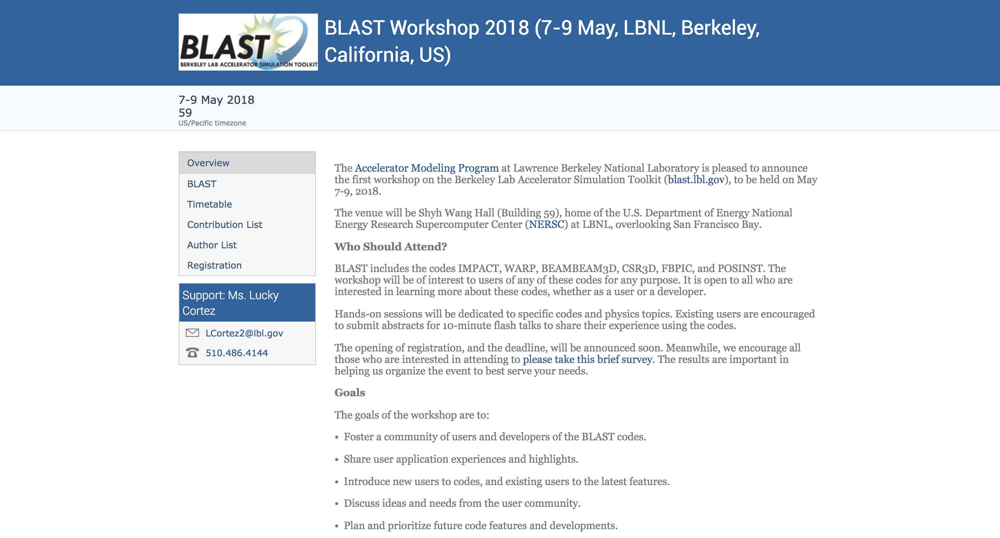 BLAST
BERKELEY LAB ACCELERATOR SIMULATION TOOLKIT
BLAST Workshop 2018 (7-9 May, LBNL, Berkeley,
California, US)
7-9 May 2018
59
US/Pacific timezone
Overview
BLAST
Timetable
Contribution List
Author List
Registration
Support: Ms. Lucky
Cortez
LCortez2@lbl.gov
510.486.4144
The Accelerator Modeling Program at Lawrence Berkeley National Laboratory is pleased to announce
the first workshop on the Berkeley Lab Accelerator Simulation Toolkit (blast.lbl.gov), to be held on May
7-9, 2018.
The venue will be Shyh Wang Hall (Building 59), home of the U.S. Department of Energy National
Energy Research Supercomputer Center (NERSC) at LBNL, overlooking San Francisco Bay.
Who Should Attend?
BLAST includes the codes IMPACT, WARP, BEAMBEAM3D, CSR3D, FBPIC, and POSINST. The
workshop will be of interest to users of any of these codes for any purpose. It is open to all who are
interested in learning more about these codes, whether as a user or a developer.
Hands-on sessions will be dedicated to specific codes and physics topics. Existing users are encouraged
to submit abstracts for 10-minute flash talks to share their experience using the codes.
The opening of registration, and the deadline, will be announced soon. Meanwhile, we encourage all
those who are interested in attending to please take this brief survey. The results are important in
helping us organize the event to best serve your needs.
Goals
The goals of the workshop are to:
• Foster a community of users and developers of the BLAST codes.
• Share user application experiences and highlights.
• Introduce new users to codes, and existing users to the latest features.
• Discuss ideas and needs from the user community.
• Plan and prioritize future code features and developments.